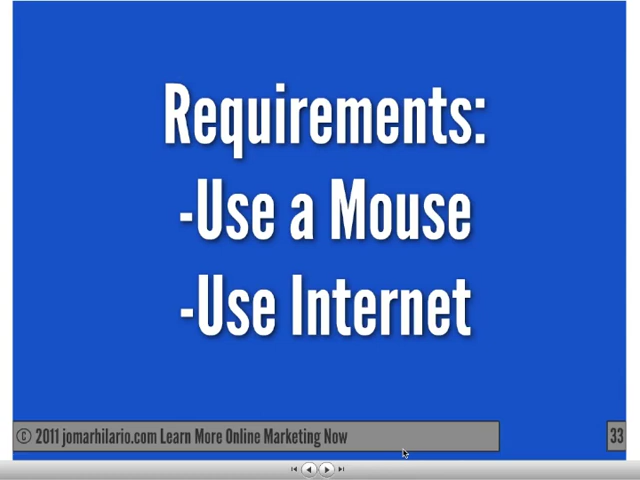 Requirements:
-Use a Mouse
-Use Internet
© 2011 jomarhilario.com Learn More Online Marketing Now
33